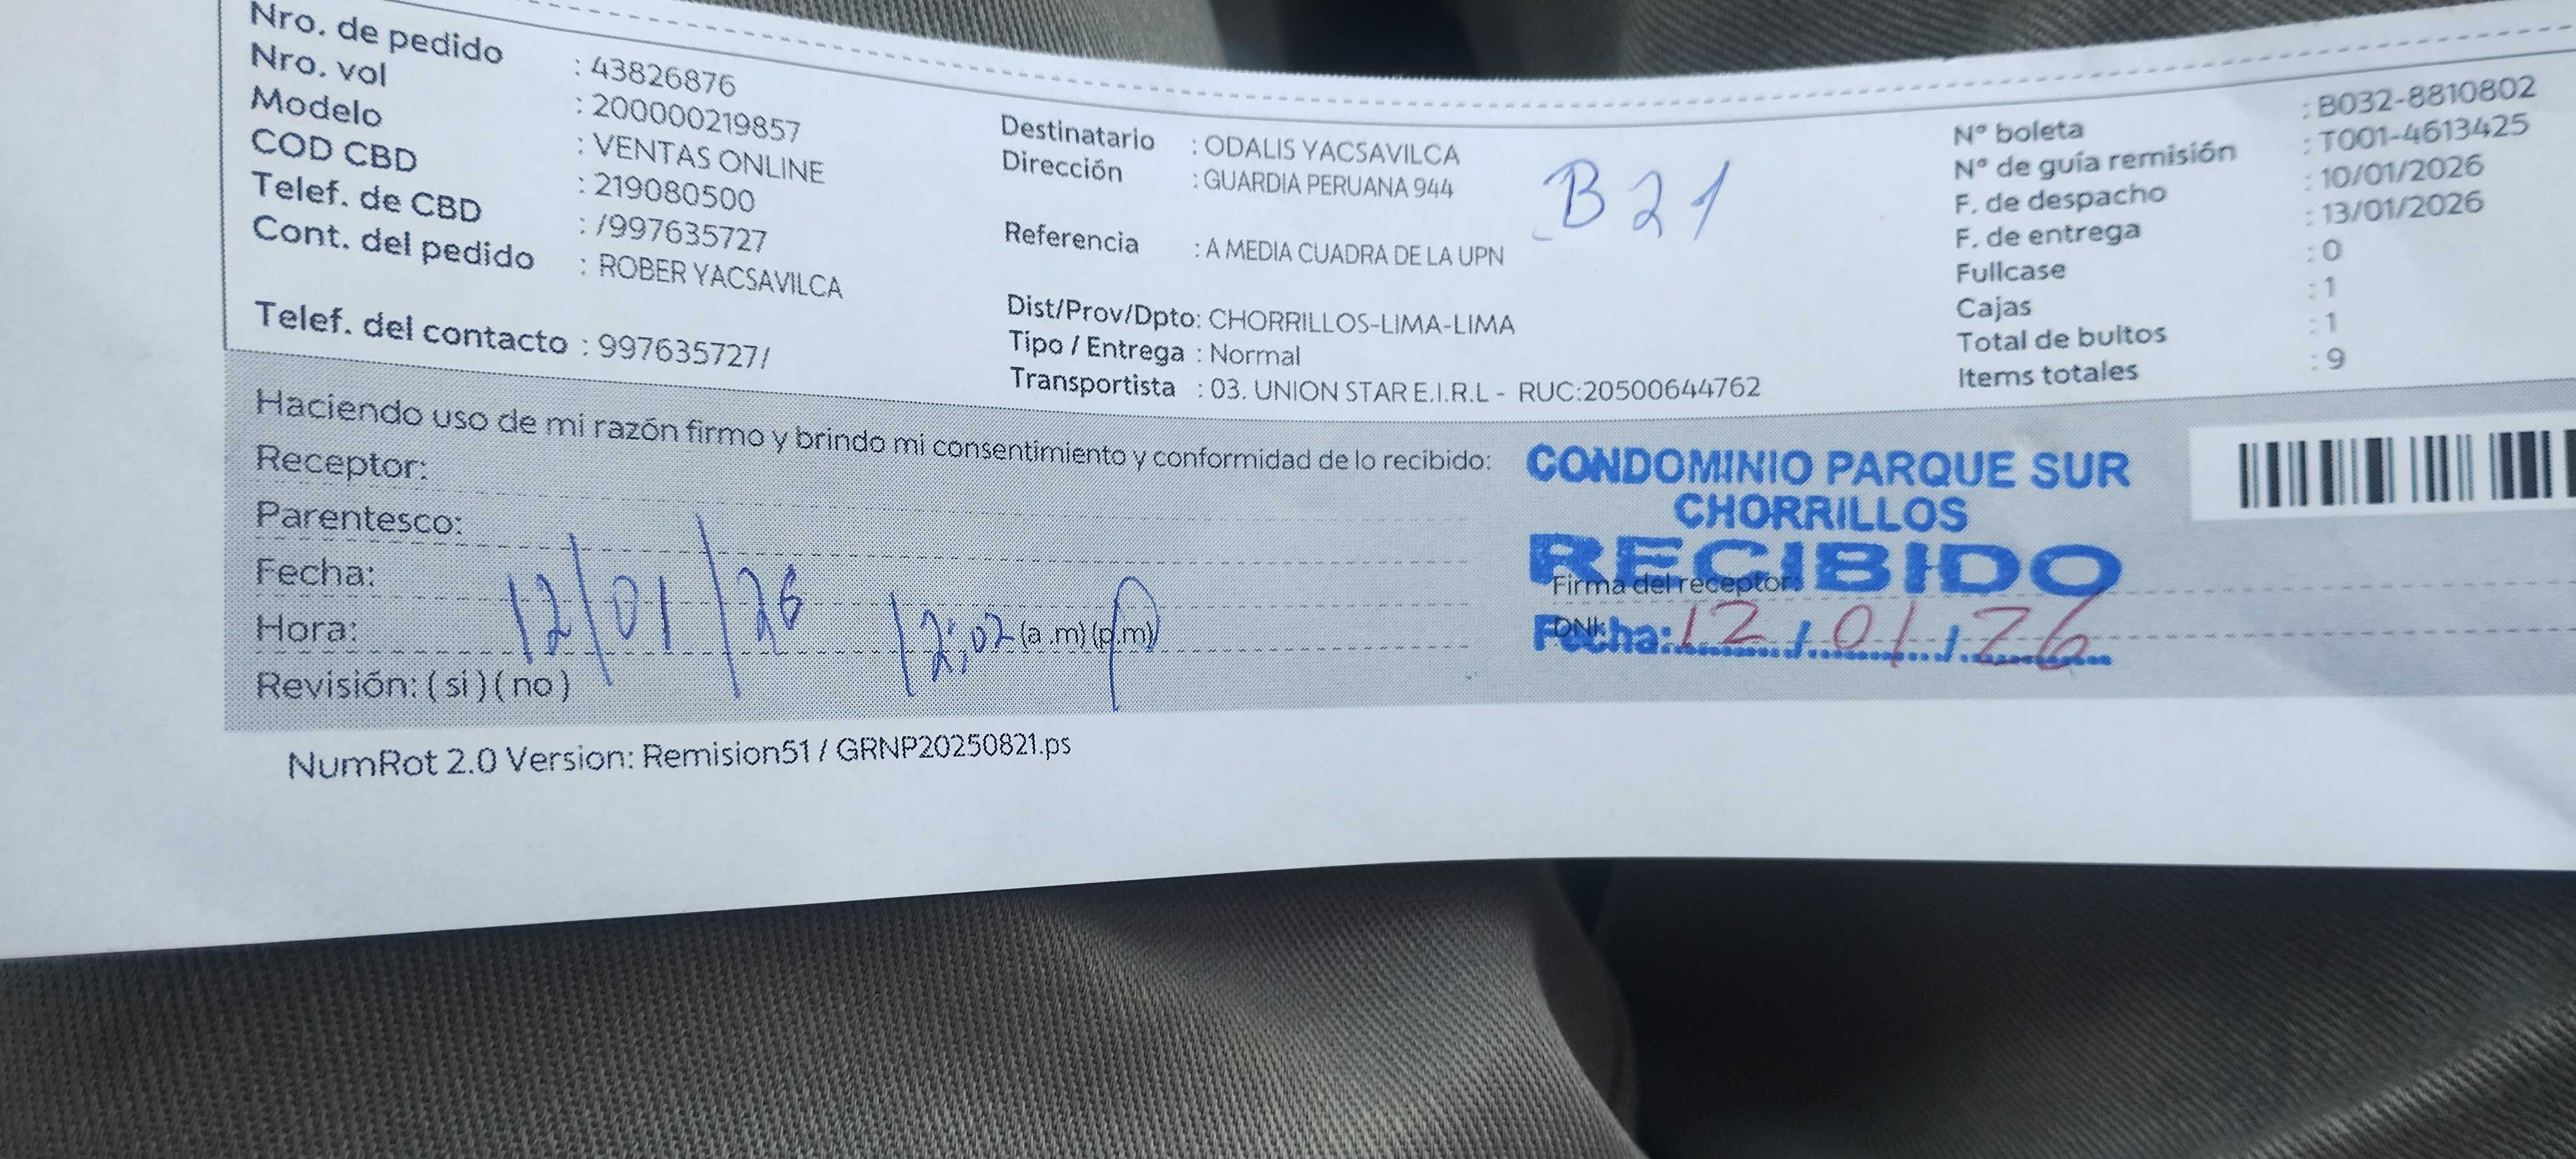 Nro. de pedido : 43826876
Nro. vol : 200000219857
Modelo : VENTAS ONLINE
COD CBD : 219080500
Telef. de CBD : /997635727
Cont. del pedido : ROBER YACSAVILCA
Telef. del contacto : 997635727/
Destinatario : ODALIS YACSAVILCA
Dirección : GUARDIA PERUANA 944
B21
Referencia : A MEDIA CUADRA DE LA UPN
Dist/Prov/Dpto: CHORRILLOS-LIMA-LIMA
Tipo / Entrega : Normal
Transportista : 03. UNION STAR E.I.R.L - RUC:20500644762
N° boleta : B032-8810802
N° de guía remisión : T001-4613425
F. de despacho : 10/01/2026
F. de entrega : 13/01/2026
Fullcase : 0
Cajas : 1
Total de bultos : 1
Items totales : 9
Haciendo uso de mi razón firmo y brindo mi consentimiento y conformidad de lo recibido:
Receptor:
Parentesco:
Fecha: 12/01/26
Hora: 12:02 (a.m) (p.m)
Revisión: ( si ) ( no )
CONDOMINIO PARQUE SUR
CHORRILLOS
RECIBIDO
Firma del receptor:
DNI:
Fecha: 12/01/26
NumRot 2.0 Version: Remision51 / GRNP20250821.ps